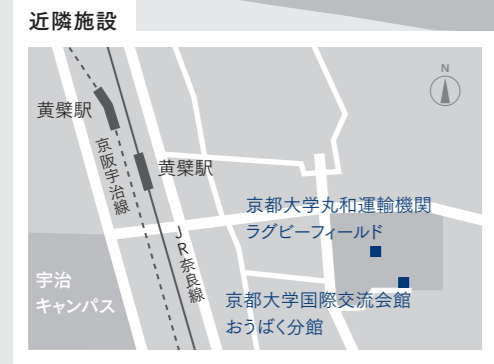 近隣施設
N
黄檗駅
京阪宇治線
黄檗駅
JR奈良線
京都大学丸和運輸機関
ラグビーフィールド
宇治
キャンパス
京都大学国際交流会館
おうばく分館